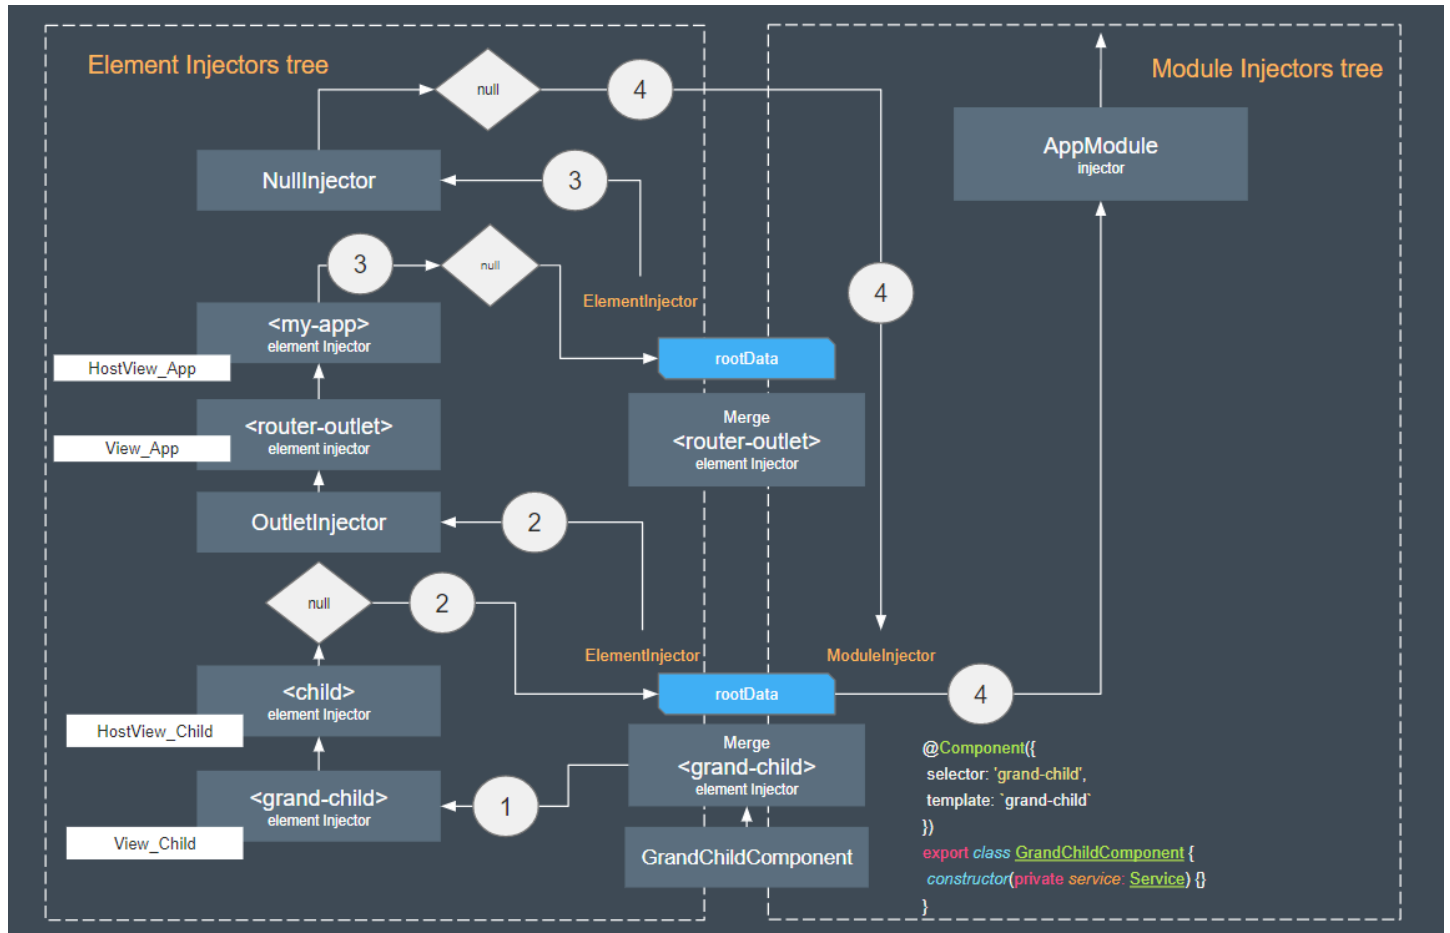 Element Injectors tree
Module Injectors tree
null
4
AppModule
injector
NullInjector
3
3
null
4
ElementInjector
<my-app>
element Injector
HostView_App
rootData
<router-outlet>
element injector
View_App
Merge
<router-outlet>
element Injector
OutletInjector
2
null
2
ElementInjector
ModuleInjector
<child>
element Injector
HostView_Child
rootData
4
Merge
<grand-child>
element Injector
<grand-child>
element Injector
View_Child
1
GrandChildComponent
@Component({
selector: 'grand-child',
template: `grand-child`
})
export class GrandChildComponent {
constructor(private service: Service) {}
}